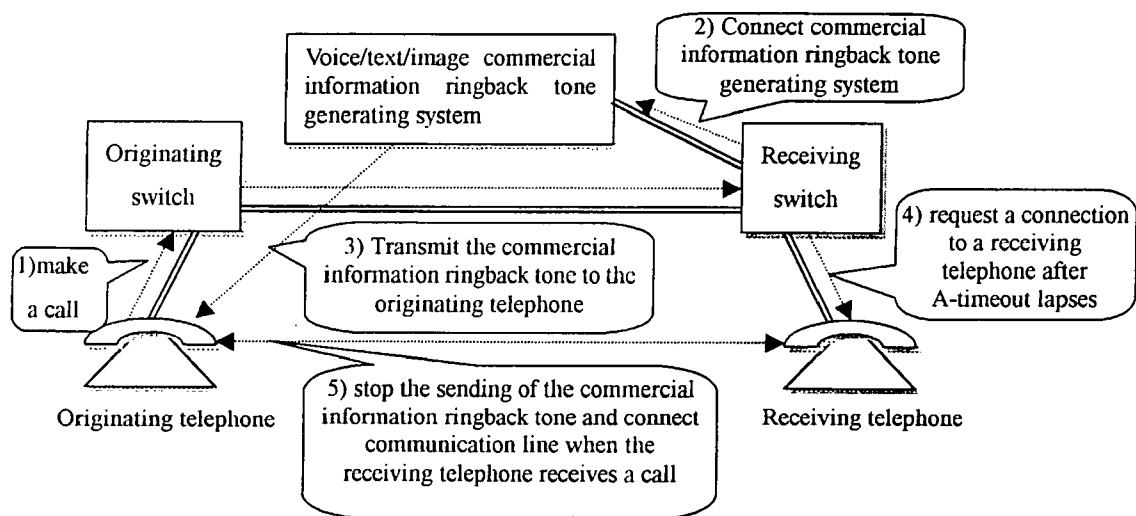 2) Connect commercial
information ringback tone
generating system
Voice/text/image commercial
information ringback tone
generating system
Originating
switch
Receiving
switch
1)make
a call
3) Transmit the commercial
information ringback tone to the
originating telephone
4) request a connection
to a receiving
telephone after
A-timeout lapses
5) stop the sending of the commercial
information ringback tone and connect
communication line when the
receiving telephone receives a call
Originating telephone
Receiving telephone